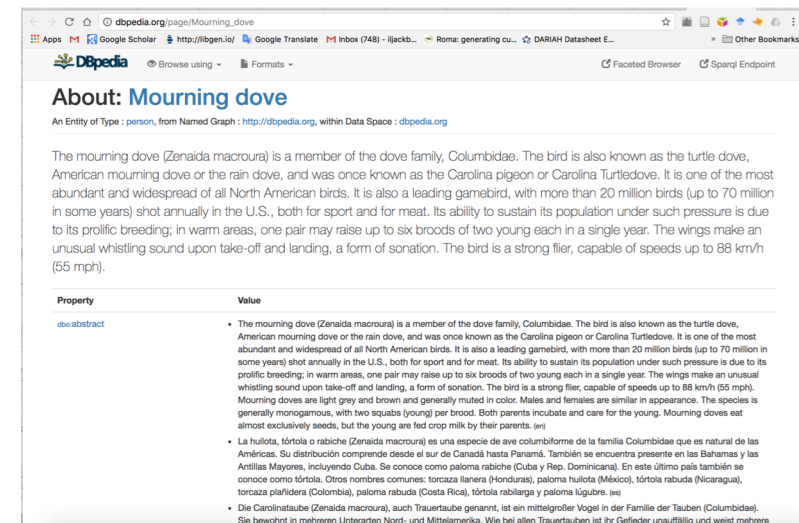 dbpedia.org/page/Mourning_dove
Apps Google Scholar http://libgen.io/ Google Translate Inbox (748) - iljackb... Roma: generating cu... DARIAH Datasheet E... » Other Bookmarks
DBpedia Browse using Formats Faceted Browser Sparql Endpoint
About: Mourning dove
An Entity of Type : person, from Named Graph : http://dbpedia.org, within Data Space : dbpedia.org
The mourning dove (Zenaida macroura) is a member of the dove family, Columbidae. The bird is also known as the turtle dove,
American mourning dove or the rain dove, and was once known as the Carolina pigeon or Carolina Turtledove. It is one of the most
abundant and widespread of all North American birds. It is also a leading gamebird, with more than 20 million birds (up to 70 million
in some years) shot annually in the U.S., both for sport and for meat. Its ability to sustain its population under such pressure is due
to its prolific breeding; in warm areas, one pair may raise up to six broods of two young each in a single year. The wings make an
unusual whistling sound upon take-off and landing, a form of sonation. The bird is a strong flier, capable of speeds up to 88 km/h
(55 mph).
Property Value
dbo:abstract
▪ The mourning dove (Zenaida macroura) is a member of the dove family, Columbidae. The bird is also known as the turtle dove,
American mourning dove or the rain dove, and was once known as the Carolina pigeon or Carolina Turtledove. It is one of the most
abundant and widespread of all North American birds. It is also a leading gamebird, with more than 20 million birds (up to 70 million in
some years) shot annually in the U.S., both for sport and for meat. Its ability to sustain its population under such pressure is due to its
prolific breeding; in warm areas, one pair may raise up to six broods of two young each in a single year. The wings make an unusual
whistling sound upon take-off and landing, a form of sonation. The bird is a strong flier, capable of speeds up to 88 km/h (55 mph).
Mourning doves are light grey and brown and generally muted in color. Males and females are similar in appearance. The species is
generally monogamous, with two squabs (young) per brood. Both parents incubate and care for the young. Mourning doves eat
almost exclusively seeds, but the young are fed crop milk by their parents. (en)
▪ La huilota, tórtola o rabiche (Zenaida macroura) es una especie de ave columbiforme de la familia Columbidae que es natural de las
Américas. Su distribución comprende desde el sur de Canadá hasta Panamá. También se encuentra presente en las Bahamas y las
Antillas Mayores, incluyendo Cuba. Se conoce como paloma rabiche (Cuba y Rep. Dominicana). En este último país también se
conoce como tórtola. Otros nombres comunes: torcaza llanera (Honduras), paloma huilota (México), tórtola rabuda (Nicaragua),
torcaza plañidera (Colombia), paloma rabuda (Costa Rica), tórtola rabilarga y paloma lúgubre. (es)
▪ Die Carolinataube (Zenaida macroura), auch Trauertaube genannt, ist ein mittelgroßer Vogel in der Familie der Tauben (Columbidae).
Sie bewohnt in mehreren Unterarten Nord- und Mittelamerika. Wie bei allen Trauertauben ist ihr Gefieder unauffällig und weist mehrere